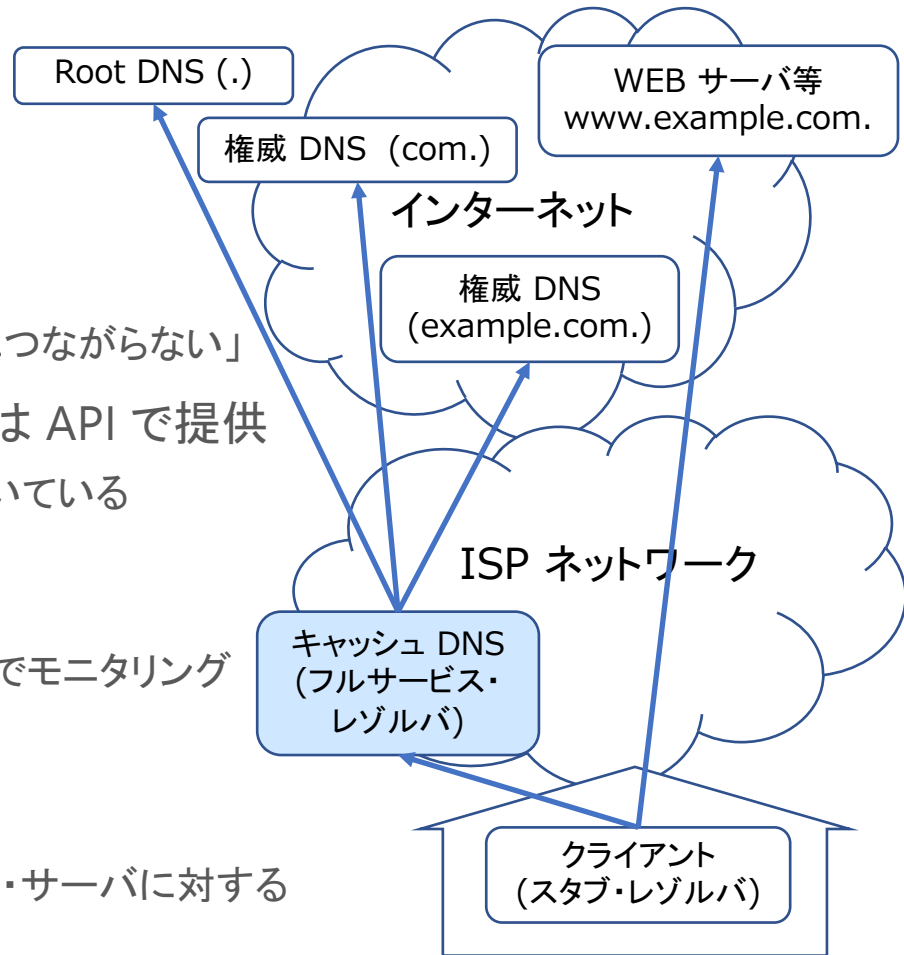 Root DNS (.)
WEB サーバ等
www.example.com.
権威 DNS (com.)
インターネット
権威 DNS
(example.com.)
つながらない」
は API で提供
いている
ISP ネットワーク
キャッシュ DNS
(フルサービス・
レゾルバ)
でモニタリング
クライアント
(スタブ・レゾルバ)
・サーバに対する